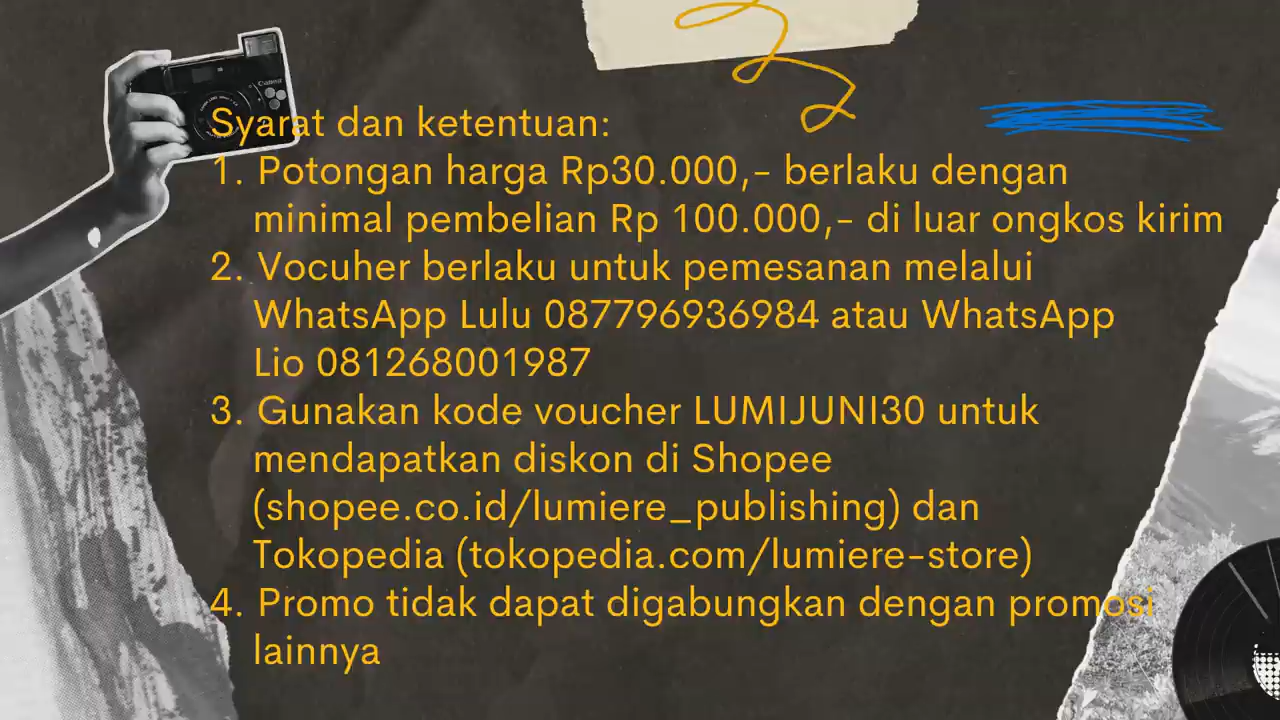 Canon
Syarat dan ketentuan:
1. Potongan harga Rp30.000,- berlaku dengan
minimal pembelian Rp 100.000,- di luar ongkos kirim
2. Vocuher berlaku untuk pemesanan melalui
WhatsApp Lulu 087796936984 atau WhatsApp
Lio 081268001987
3. Gunakan kode voucher LUMIJUNI30 untuk
mendapatkan diskon di Shopee
(shopee.co.id/lumiere_publishing) dan
Tokopedia (tokopedia.com/lumiere-store)
4. Promo tidak dapat digabungkan dengan promosi
lainnya